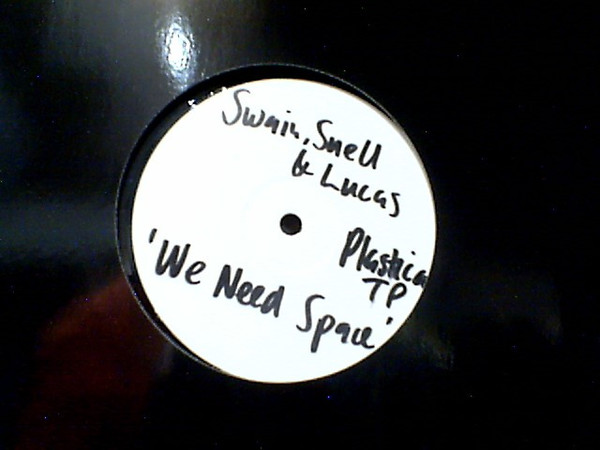 Swain, Snell
& Lucas
Plastica
TP
'We Need Space'